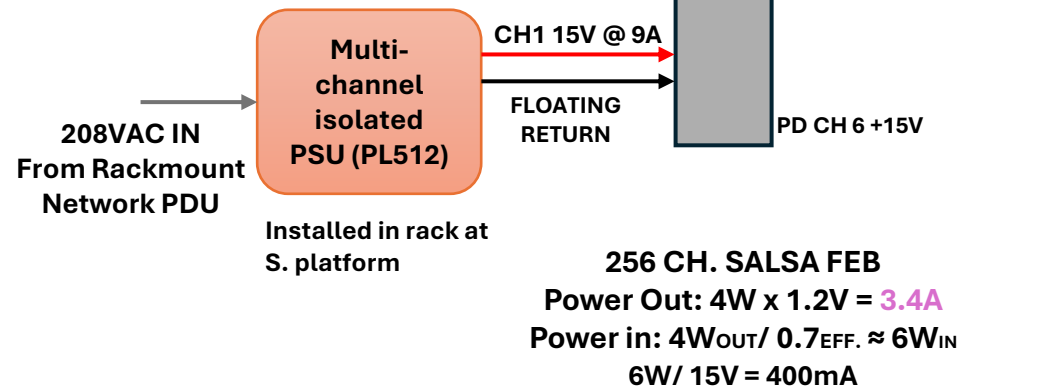 Multi-
channel
isolated
PSU (PL512)
CH1 15V @ 9A
FLOATING
RETURN
PD CH 6 +15V
208VAC IN
From Rackmount
Network PDU
Installed in rack at
S. platform
256 CH. SALSA FEB
Power Out: 4W x 1.2V = 3.4A
Power in: 4WOUT/ 0.7EFF. ≈ 6WIN
6W/ 15V = 400mA